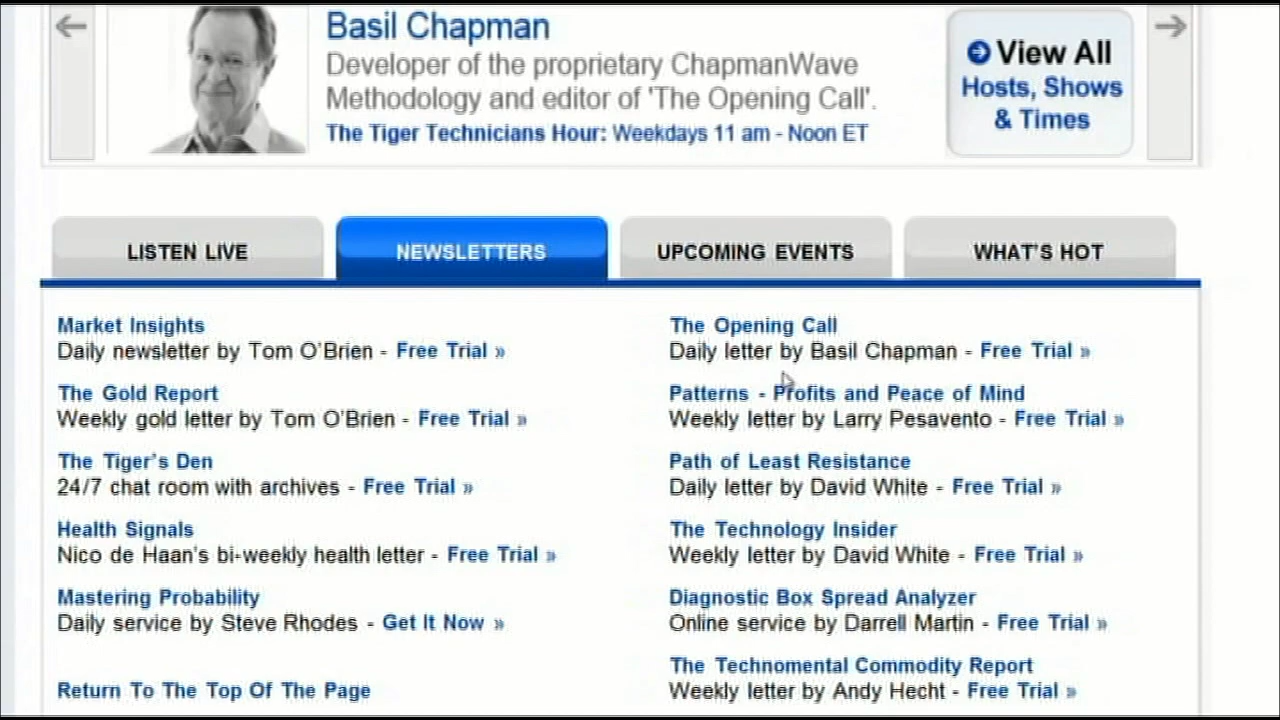 Basil Chapman
Developer of the proprietary ChapmanWave
Methodology and editor of 'The Opening Call'.
The Tiger Technicians Hour: Weekdays 11 am - Noon ET
View All
Hosts, Shows
& Times
LISTEN LIVE
NEWSLETTERS
UPCOMING EVENTS
WHAT'S HOT
Market Insights
Daily newsletter by Tom O'Brien - Free Trial »
The Gold Report
Weekly gold letter by Tom O'Brien - Free Trial »
The Tiger's Den
24/7 chat room with archives - Free Trial »
Health Signals
Nico de Haan's bi-weekly health letter - Free Trial »
Mastering Probability
Daily service by Steve Rhodes - Get It Now »
Return To The Top Of The Page
The Opening Call
Daily letter by Basil Chapman - Free Trial »
Patterns - Profits and Peace of Mind
Weekly letter by Larry Pesavento - Free Trial »
Path of Least Resistance
Daily letter by David White - Free Trial »
The Technology Insider
Weekly letter by David White - Free Trial »
Diagnostic Box Spread Analyzer
Online service by Darrell Martin - Free Trial »
The Technomental Commodity Report
Weekly letter by Andy Hecht - Free Trial »